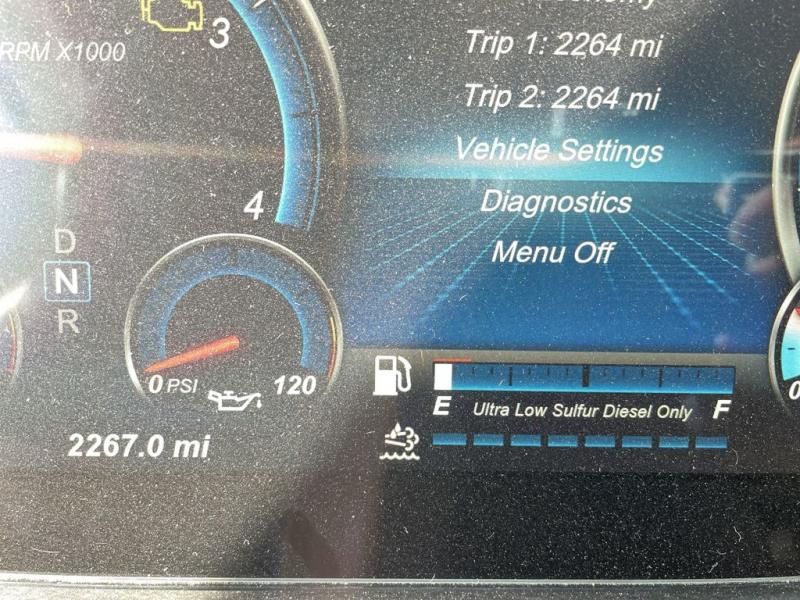 3
RPM X1000
Trip 1: 2264 mi
Trip 2: 2264 mi
Vehicle Settings
4
Diagnostics
D
N
Menu Off
R
0 PSI 120
E Ultra Low Sulfur Diesel Only F
0
2267.0 mi